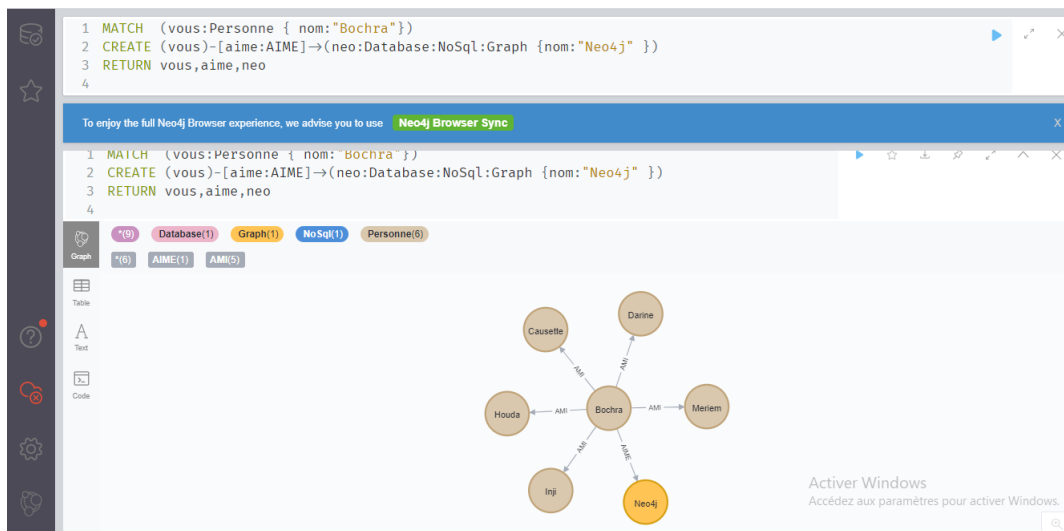 1 MATCH (vous:Personne { nom:"Bochra"})
2 CREATE (vous)-[aime:AIME]→(neo:Database:NoSql:Graph {nom:"Neo4j" })
3 RETURN vous,aime,neo
4
To enjoy the full Neo4j Browser experience, we advise you to use Neo4j Browser Sync X
1 MATCH (vous:Personne { nom:"Bochra"})
2 CREATE (vous)-[aime:AIME]→(neo:Database:NoSql:Graph {nom:"Neo4j" })
3 RETURN vous,aime,neo
4
*(9) Database(1) Graph(1) NoSql(1) Personne(6)
*(6) AIME(1) AMI(5)
Graph
Table
Text
Code
Darine
Causette
AMI
AMI
Houda
AMI
Bochra
AMI
Meriem
AMI
AIME
Inji
Neo4j
Activer Windows
Accédez aux paramètres pour activer Windows.